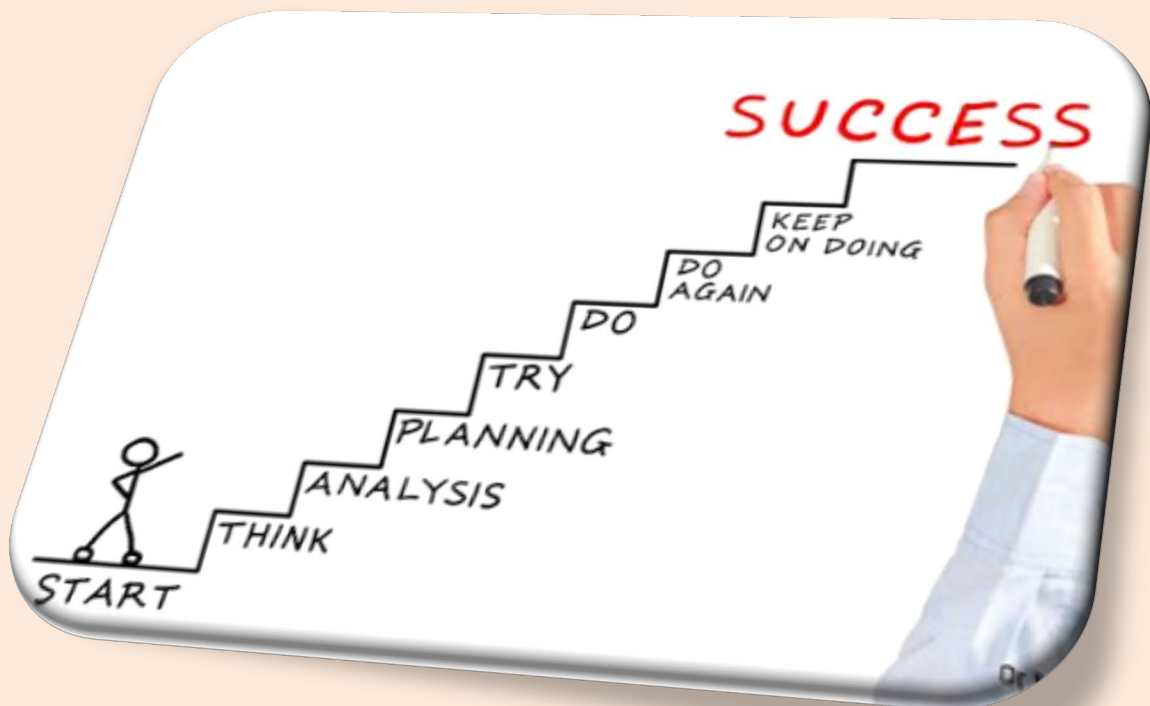 SUCCESS
KEEP
ON DOING
DO
AGAIN
DO
TRY
PLANNING
ANALYSIS
THINK
START